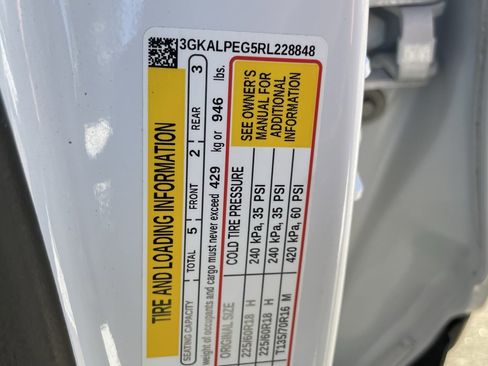 3GKALPEG5RL228848
TIRE AND LOADING INFORMATION
SEATING CAPACITY TOTAL 5 FRONT 2 REAR 3
weight of occupants and cargo must never exceed 429 kg or 946 lbs.
ORIGINAL SIZE COLD TIRE PRESSURE
225/60R18 H 240 kPa, 35 PSI
225/60R18 H 240 kPa, 35 PSI
T135/70R16 M 420 kPa, 60 PSI
SEE OWNER'S
MANUAL FOR
ADDITIONAL
INFORMATION